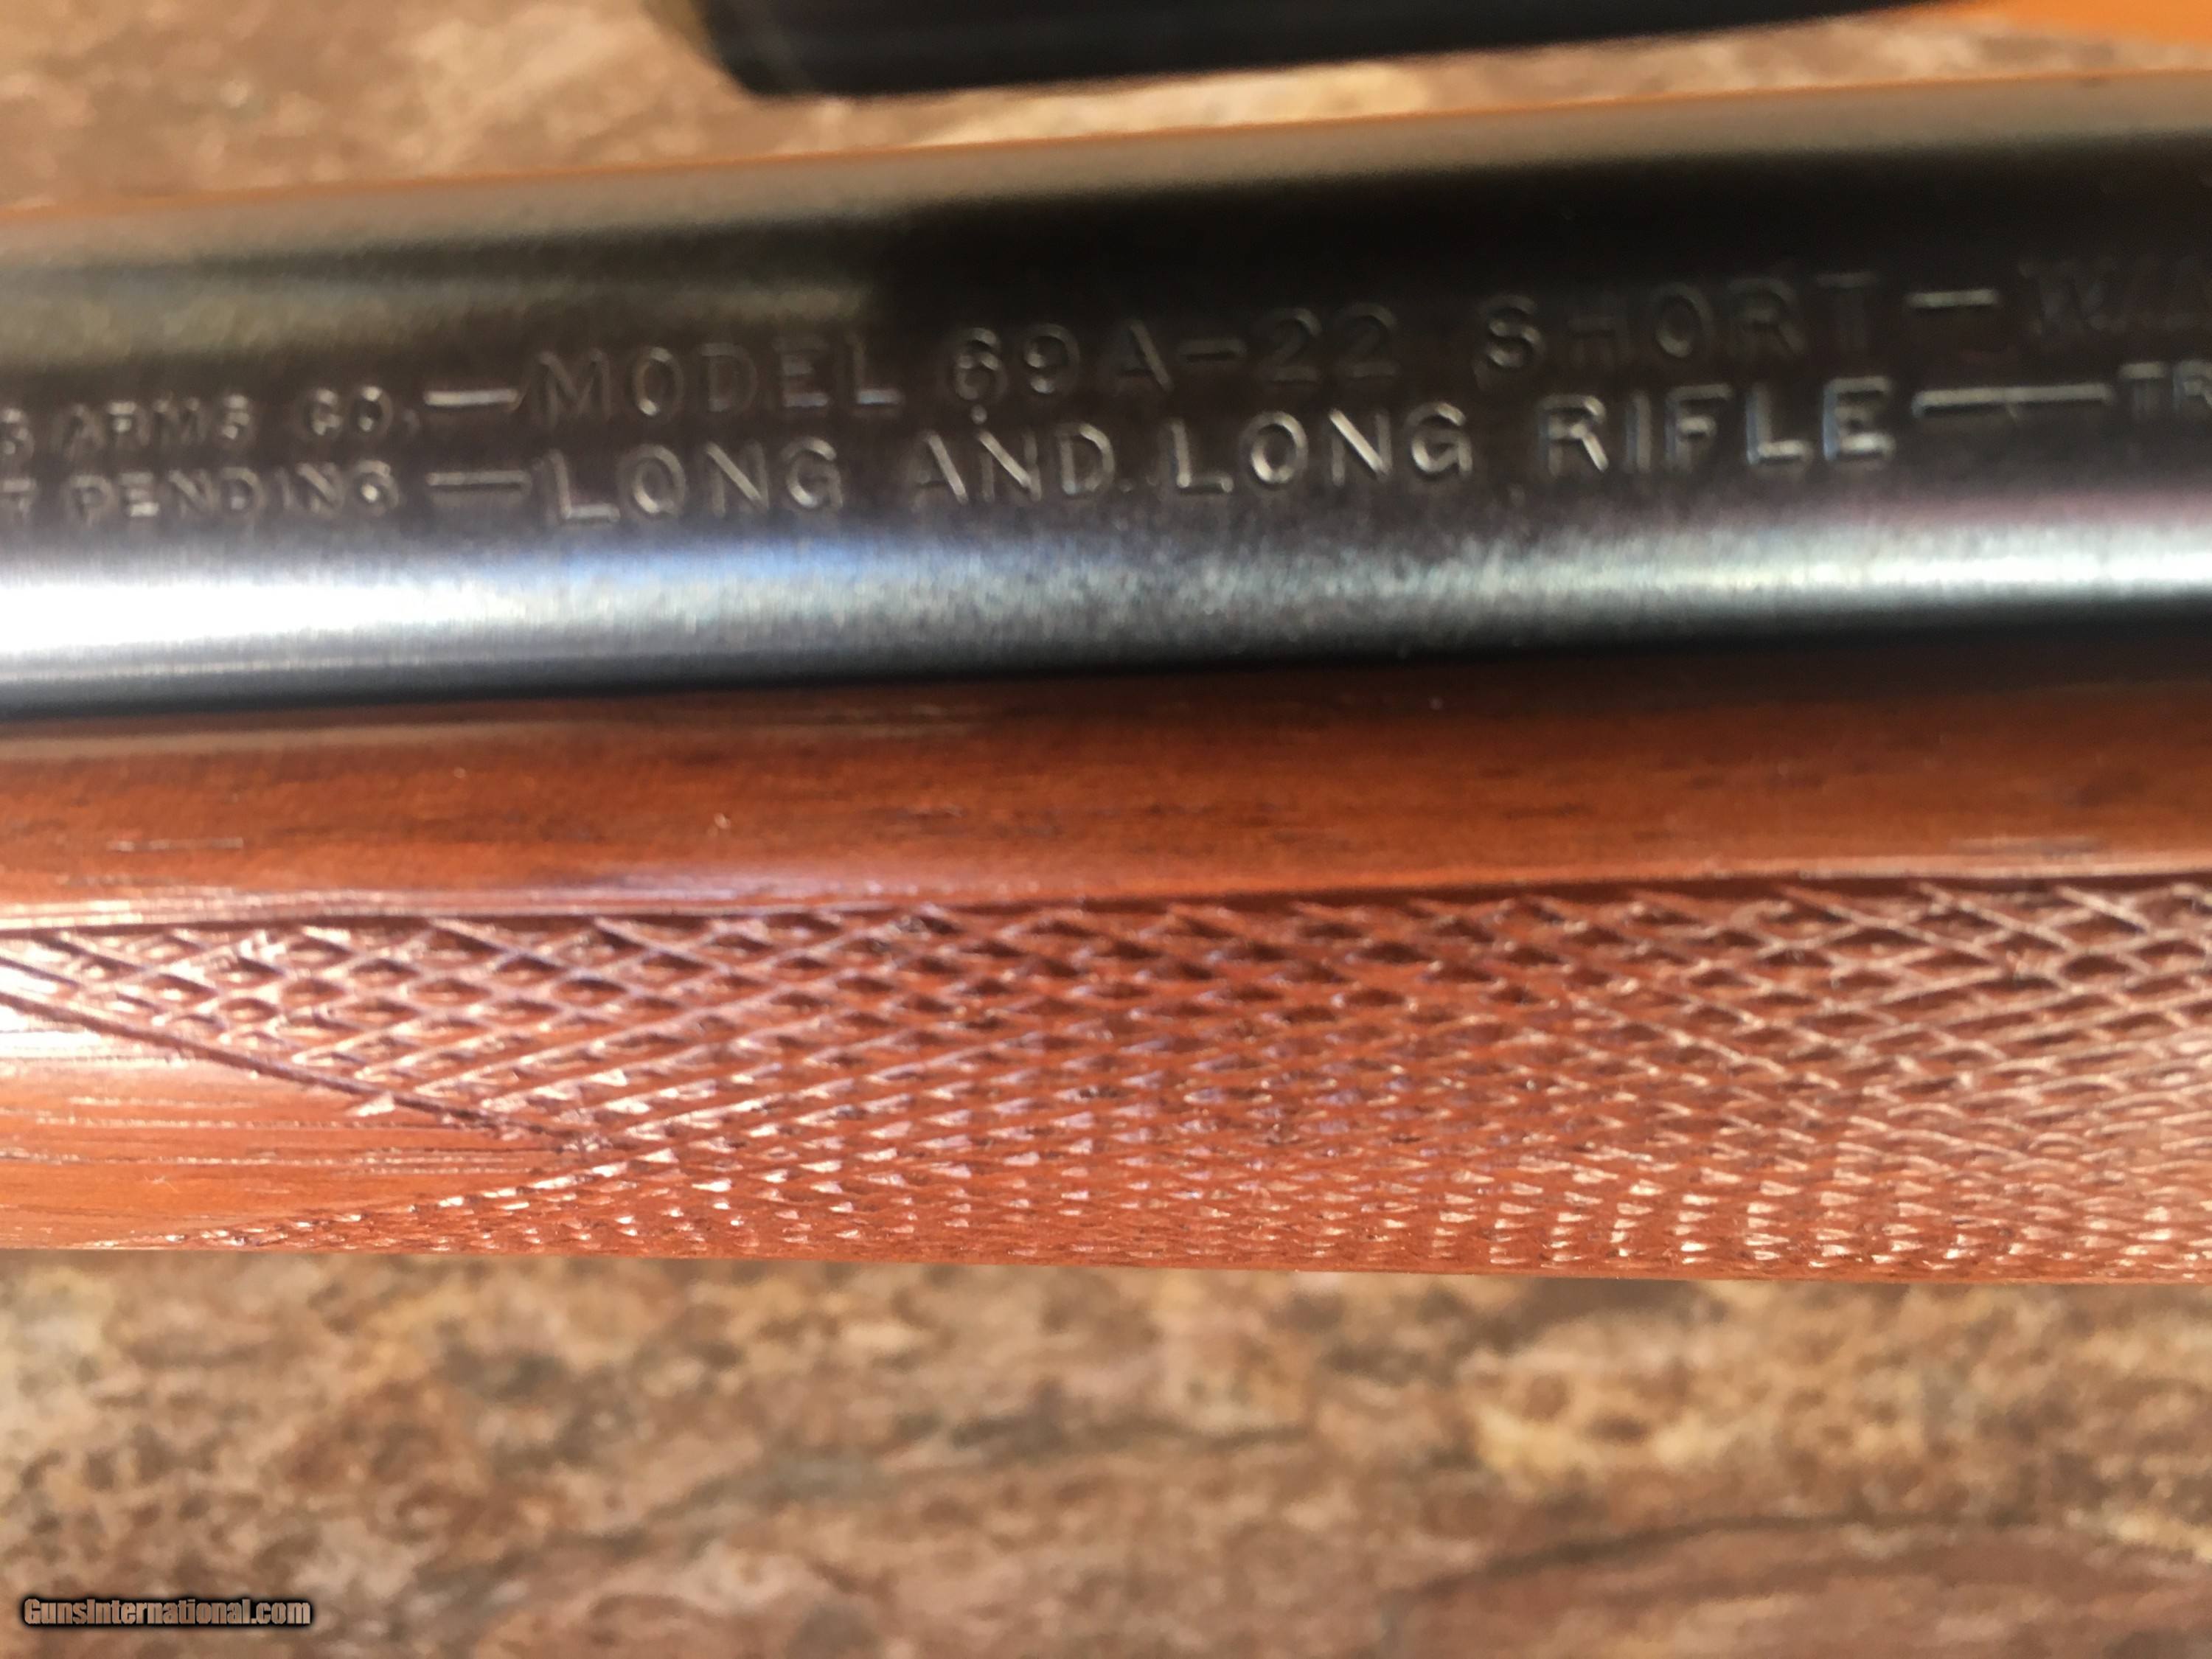 ARMS CO.—MODEL 69A-22 SHORT—
PENDING—LONG AND LONG RIFLE—
GunsInternational.com